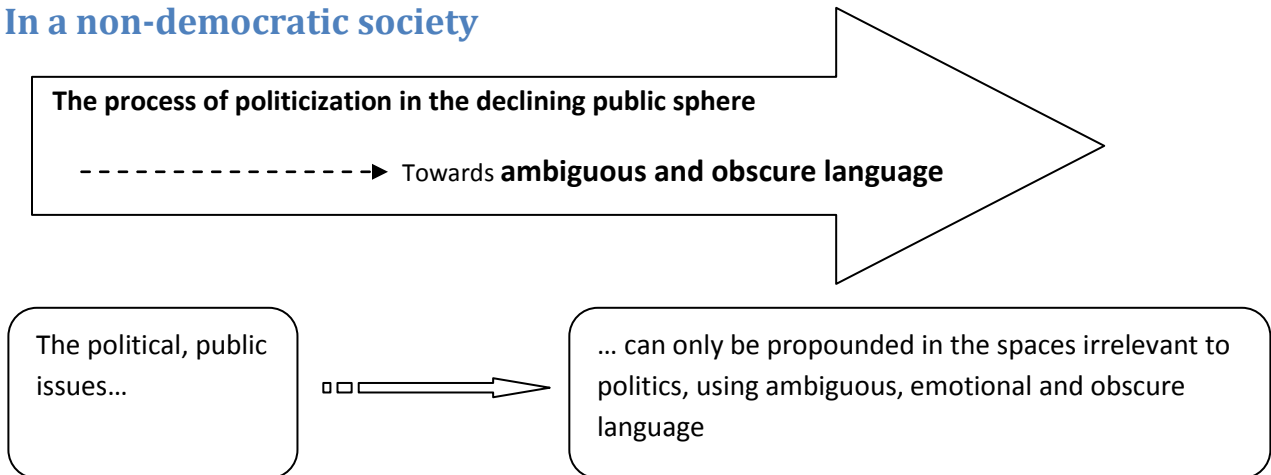 In a non-democratic society
The process of politicization in the declining public sphere
Towards ambiguous and obscure language
The political, public
issues…
… can only be propounded in the spaces irrelevant to
politics, using ambiguous, emotional and obscure
language